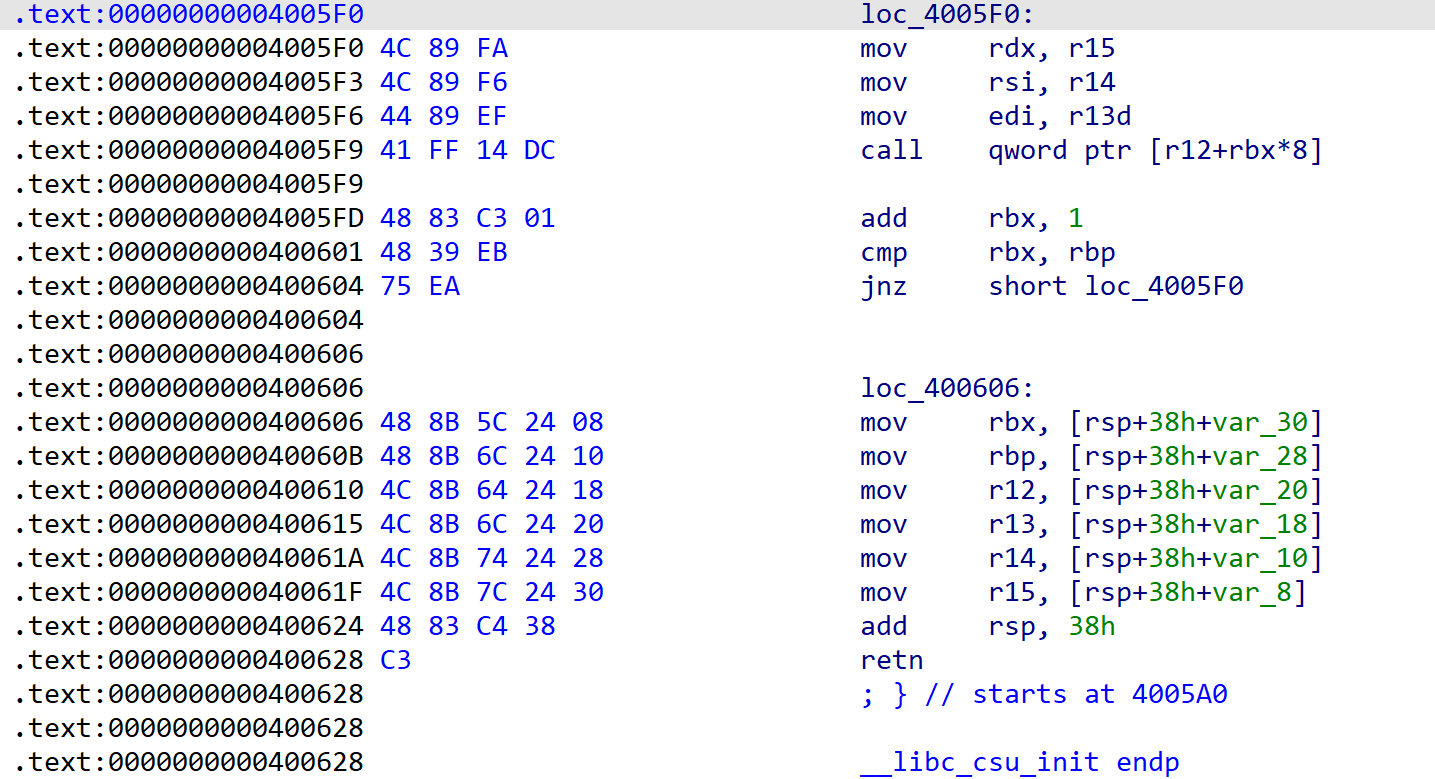 .text:00000000004005F0 loc_4005F0:
.text:00000000004005F0 4C 89 FA mov rdx, r15
.text:00000000004005F3 4C 89 F6 mov rsi, r14
.text:00000000004005F6 44 89 EF mov edi, r13d
.text:00000000004005F9 41 FF 14 DC call qword ptr [r12+rbx*8]
.text:00000000004005F9
.text:00000000004005FD 48 83 C3 01 add rbx, 1
.text:0000000000400601 48 39 EB cmp rbx, rbp
.text:0000000000400604 75 EA jnz short loc_4005F0
.text:0000000000400604
.text:0000000000400606
.text:0000000000400606 loc_400606:
.text:0000000000400606 48 8B 5C 24 08 mov rbx, [rsp+38h+var_30]
.text:000000000040060B 48 8B 6C 24 10 mov rbp, [rsp+38h+var_28]
.text:0000000000400610 4C 8B 64 24 18 mov r12, [rsp+38h+var_20]
.text:0000000000400615 4C 8B 6C 24 20 mov r13, [rsp+38h+var_18]
.text:000000000040061A 4C 8B 74 24 28 mov r14, [rsp+38h+var_10]
.text:000000000040061F 4C 8B 7C 24 30 mov r15, [rsp+38h+var_8]
.text:0000000000400624 48 83 C4 38 add rsp, 38h
.text:0000000000400628 C3 retn
.text:0000000000400628 ; } // starts at 4005A0
.text:0000000000400628
.text:0000000000400628 __libc_csu_init endp